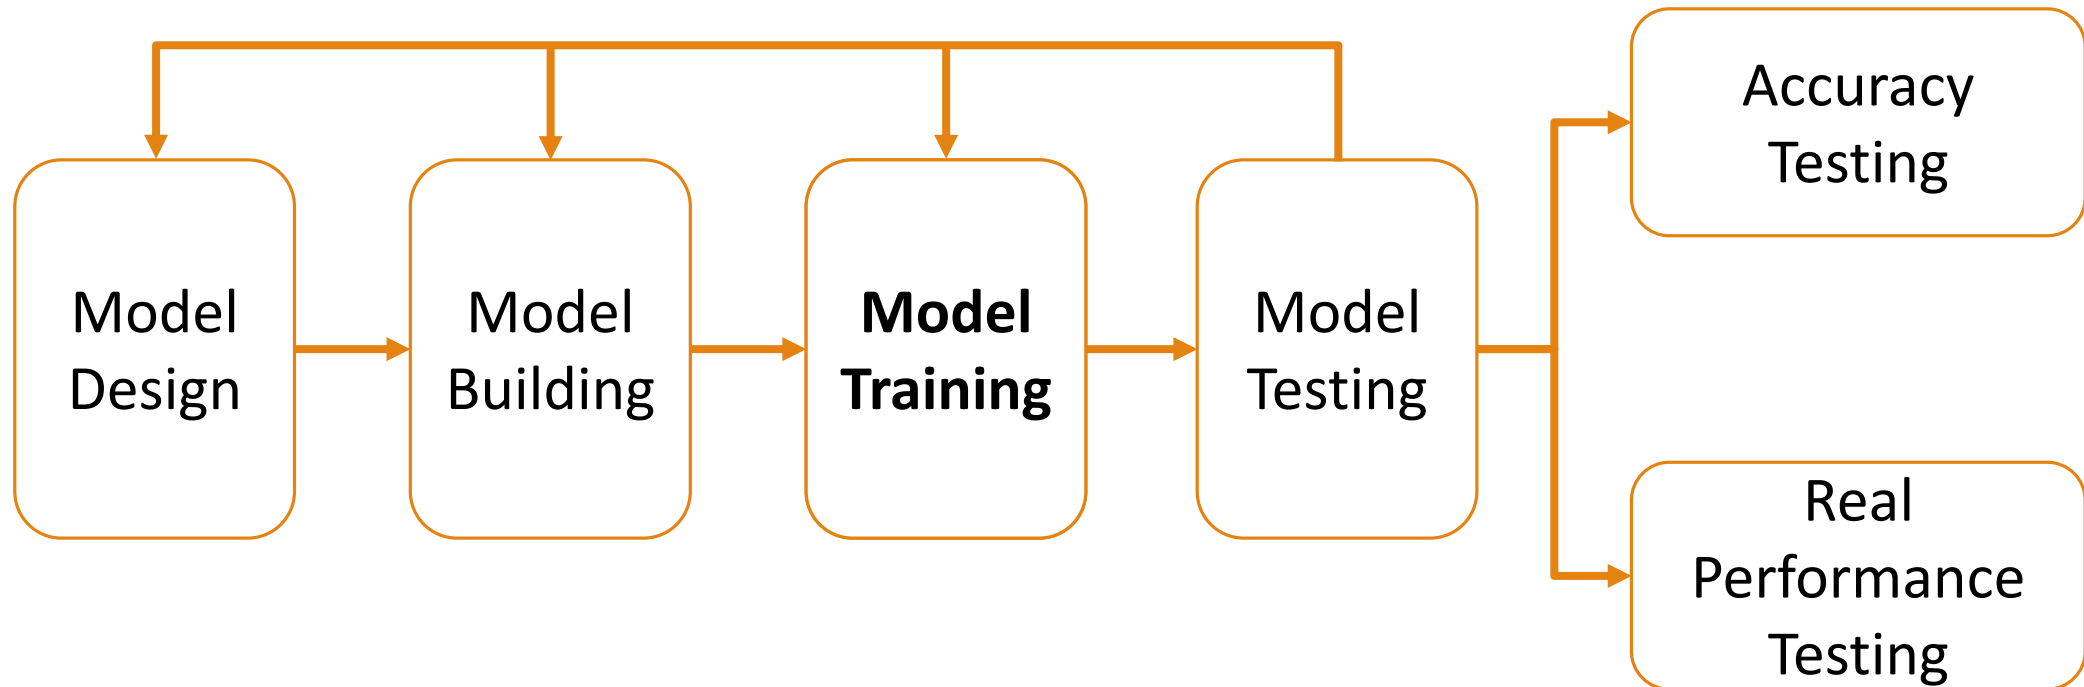 Model
Design
Model
Building
Model
Training
Model
Testing
Accuracy
Testing
Real
Performance
Testing